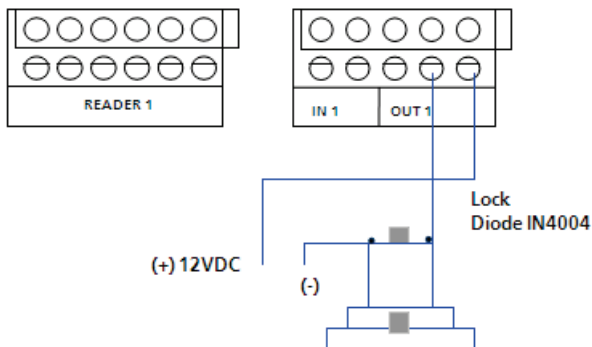 READER 1
IN 1
OUT 1
Lock
Diode IN4004
(+) 12VDC
(-)